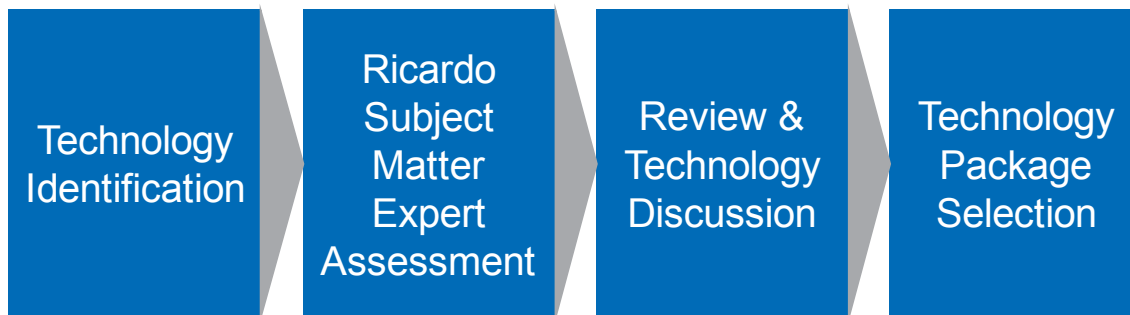 Technology
Identification
Ricardo
Subject
Matter
Expert
Assessment
Review &
Technology
Discussion
Technology
Package
Selection